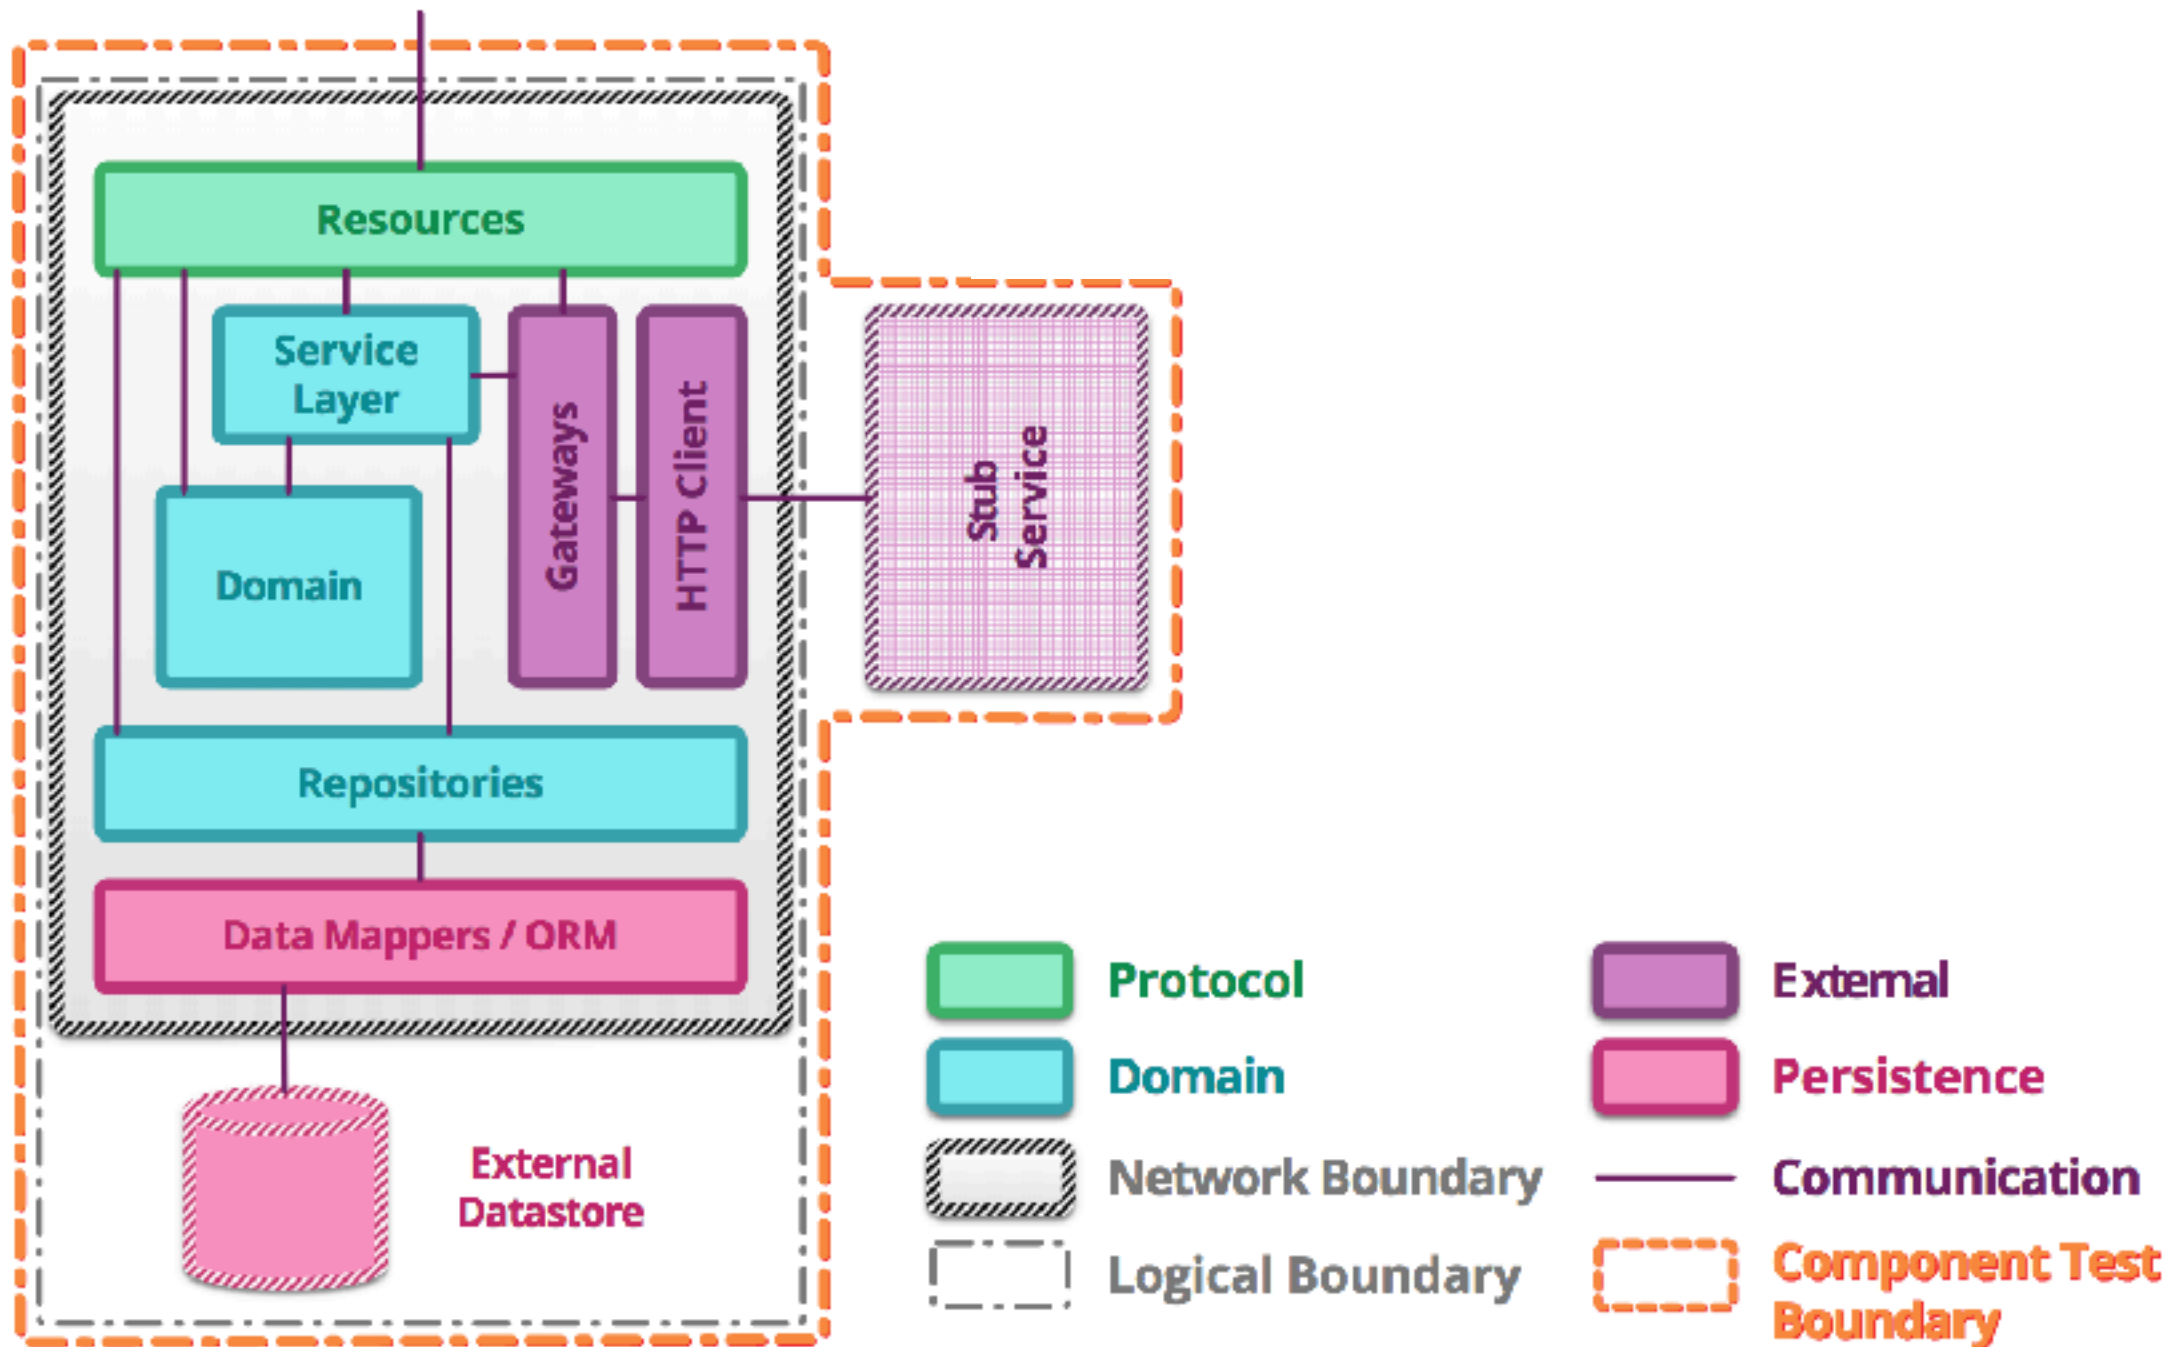 Resources
Service
Layer
Gateways
HTTP Client
Stub
Service
Domain
Repositories
Data Mappers / ORM
External
Datastore
Protocol
External
Domain
Persistence
Network Boundary
Communication
Logical Boundary
Component Test
Boundary